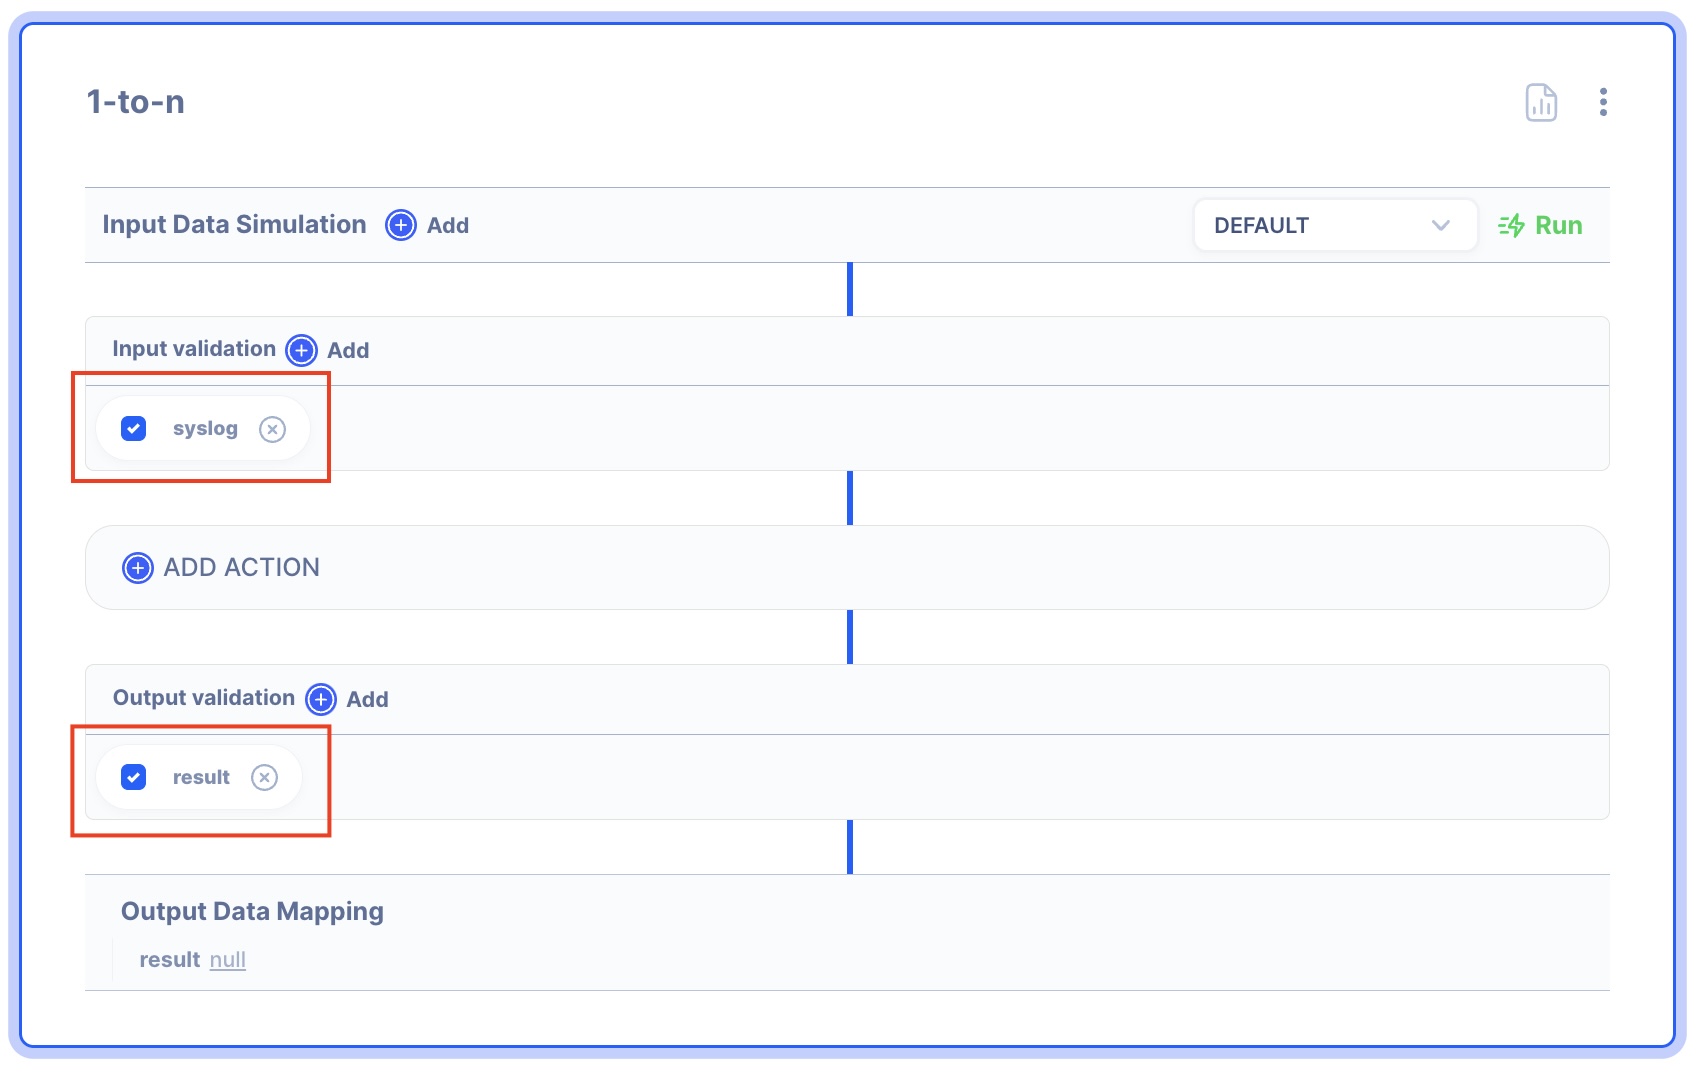 1-to-n
Input Data Simulation Add DEFAULT Run
Input validation Add
syslog
ADD ACTION
Output validation Add
result
Output Data Mapping
result null